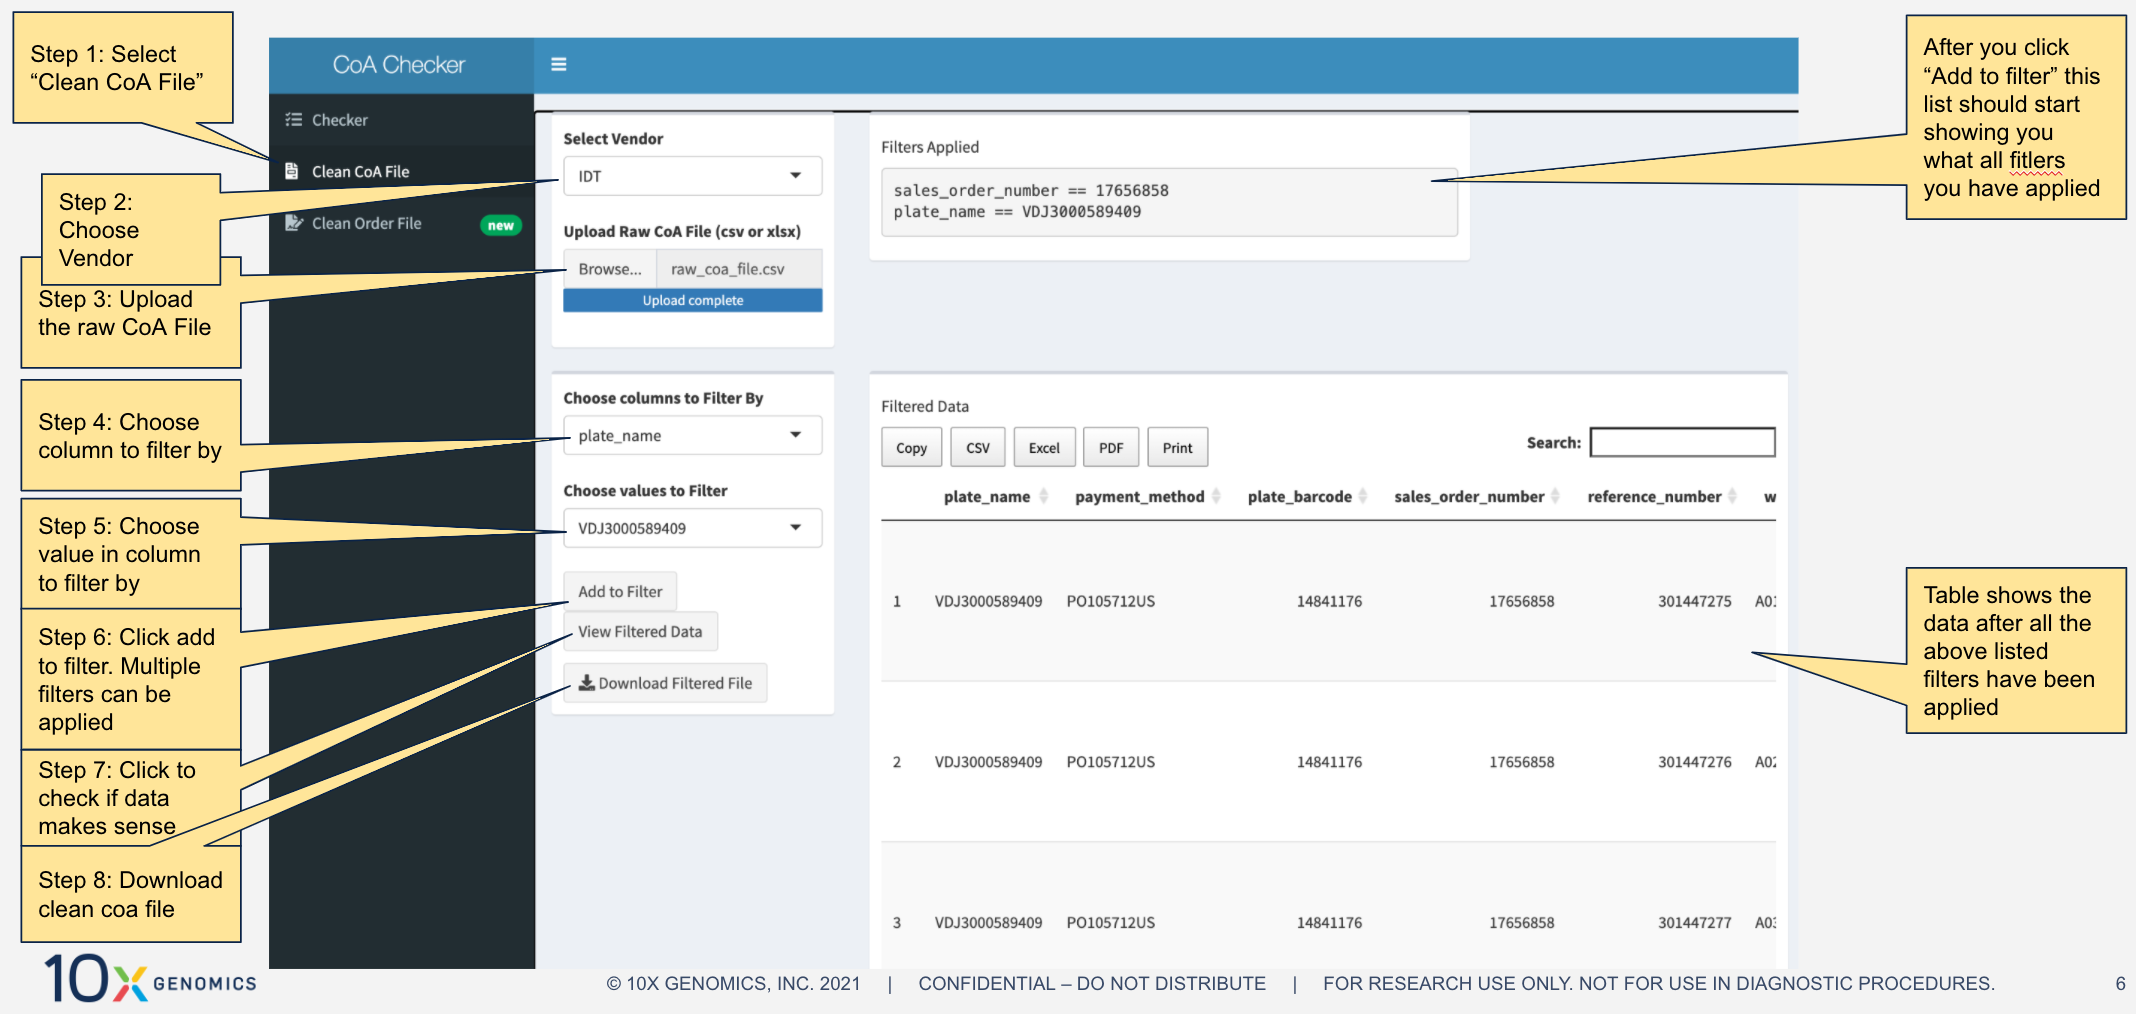 Step 1: Select
“Clean CoA File”
Step 2:
Choose
Vendor
Step 3: Upload
the raw CoA File
Step 4: Choose
column to filter by
Step 5: Choose
value in column
to filter by
Step 6: Click add
to filter. Multiple
filters can be
applied
Step 7: Click to
check if data
makes sense
Step 8: Download
clean coa file
CoA Checker
Checker
Clean CoA File
Clean Order File new
Select Vendor
IDT
Upload Raw CoA File (csv or xlsx)
Browse... raw_coa_file.csv
Upload complete
Choose columns to Filter By
plate_name
Choose values to Filter
VDJ3000589409
Add to Filter
View Filtered Data
Download Filtered File
Filters Applied
sales_order_number == 17656858
plate_name == VDJ3000589409
Filtered Data
Copy CSV Excel PDF Print Search:
plate_name payment_method plate_barcode sales_order_number reference_number w
1 VDJ3000589409 PO105712US 14841176 17656858 301447275 A01
2 VDJ3000589409 PO105712US 14841176 17656858 301447276 A02
3 VDJ3000589409 PO105712US 14841176 17656858 301447277 A03
After you click
“Add to filter” this
list should start
showing you
what all fitlers
you have applied
Table shows the
data after all the
above listed
filters have been
applied
10X GENOMICS
© 10X GENOMICS, INC. 2021 | CONFIDENTIAL – DO NOT DISTRIBUTE | FOR RESEARCH USE ONLY. NOT FOR USE IN DIAGNOSTIC PROCEDURES. 6